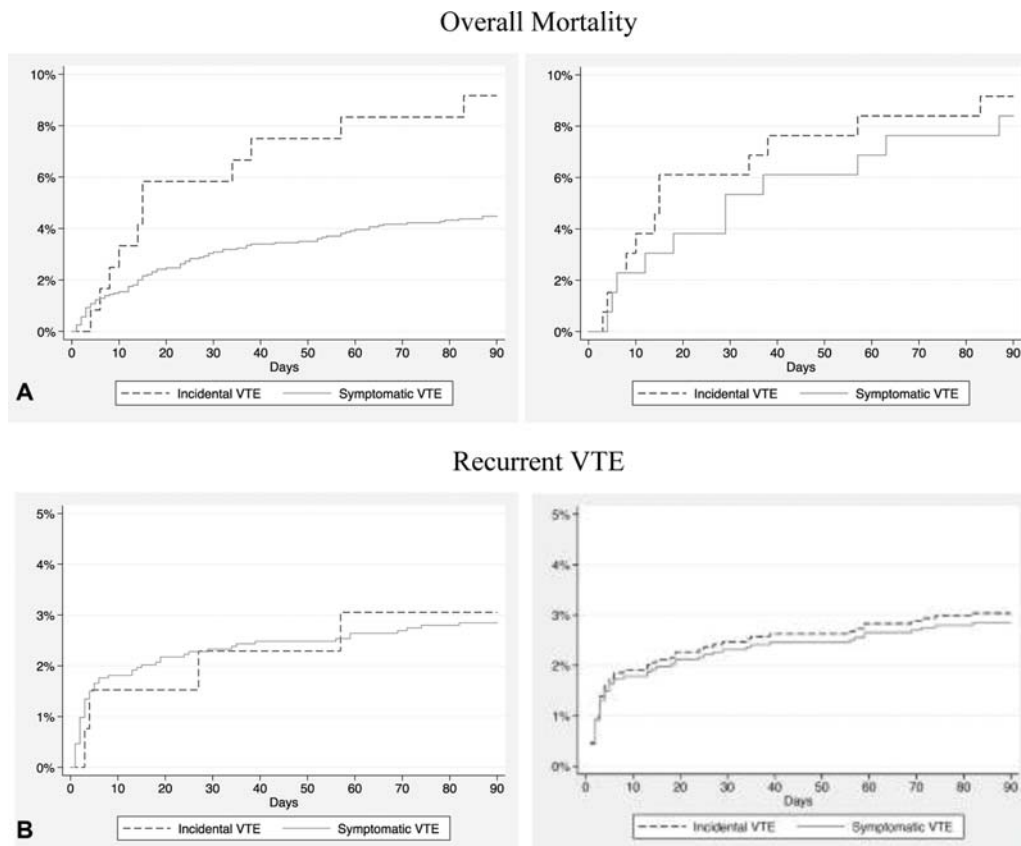 Overall Mortality
10%
8%
6%
4%
2%
0%
0 10 20 30 40 50 60 70 80 90
Days
Incidental VTE Symptomatic VTE
A
10%
8%
6%
4%
2%
0%
0 10 20 30 40 50 60 70 80 90
Days
Incidental VTE Symptomatic VTE
Recurrent VTE
5%
4%
3%
2%
1%
0%
0 10 20 30 40 50 60 70 80 90
Days
Incidental VTE Symptomatic VTE
B
5%
4%
3%
2%
1%
0%
0 10 20 30 40 50 60 70 80 90
Days
Incidental VTE Symptomatic VTE